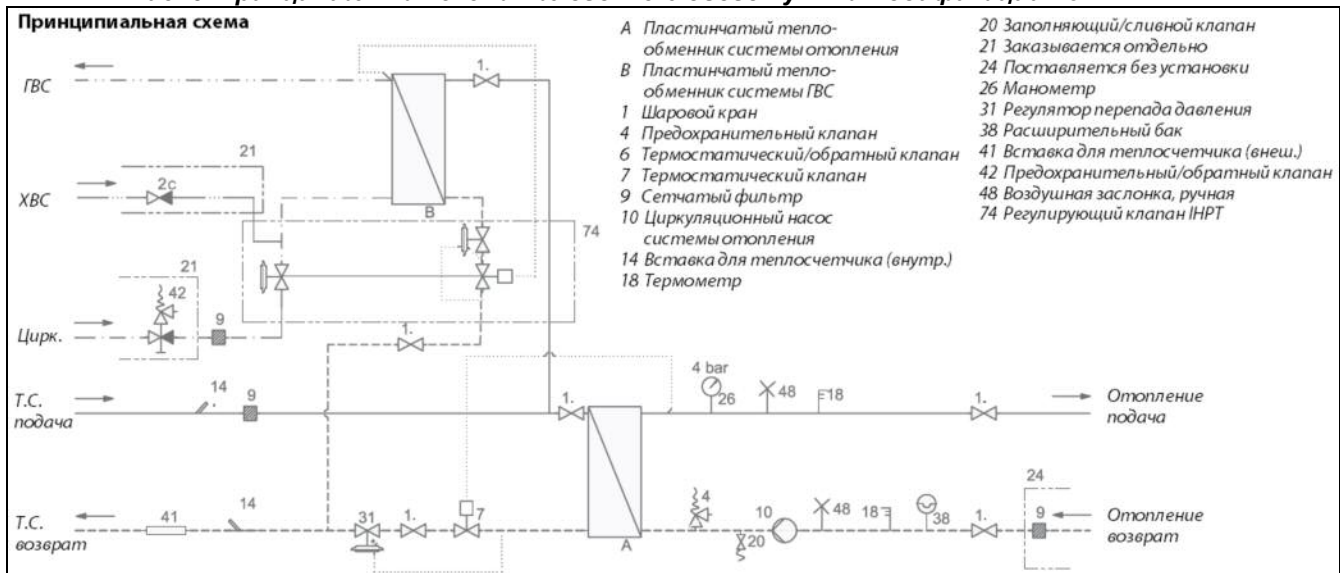 Принципиальная схема
ГВС
ХВС
Цирк.
Т.С.
подача
Т.С.
возврат
21
2c
21
42
9
B
1.
74
1.
14
9
1.
4 bar
26
48
18
1.
Отопление
подача
14
41
31
1.
7
A
4
20
10
48
18
38
1.
24
9
Отопление
возврат
A Пластинчатый тепло-
обменник системы отопления
B Пластинчатый тепло-
обменник системы ГВС
1 Шаровой кран
4 Предохранительный клапан
6 Термостатический/обратный клапан
7 Термостатический клапан
9 Сетчатый фильтр
10 Циркуляционный насос
системы отопления
14 Вставка для теплосчетчика (внутр.)
18 Термометр
20 Заполняющий/сливной клапан
21 Заказывается отдельно
24 Поставляется без установки
26 Манометр
31 Регулятор перепада давления
38 Расширительный бак
41 Вставка для теплосчетчика (внеш.)
42 Предохранительный/обратный клапан
48 Воздушная заслонка, ручная
74 Регулирующий клапан IHPT